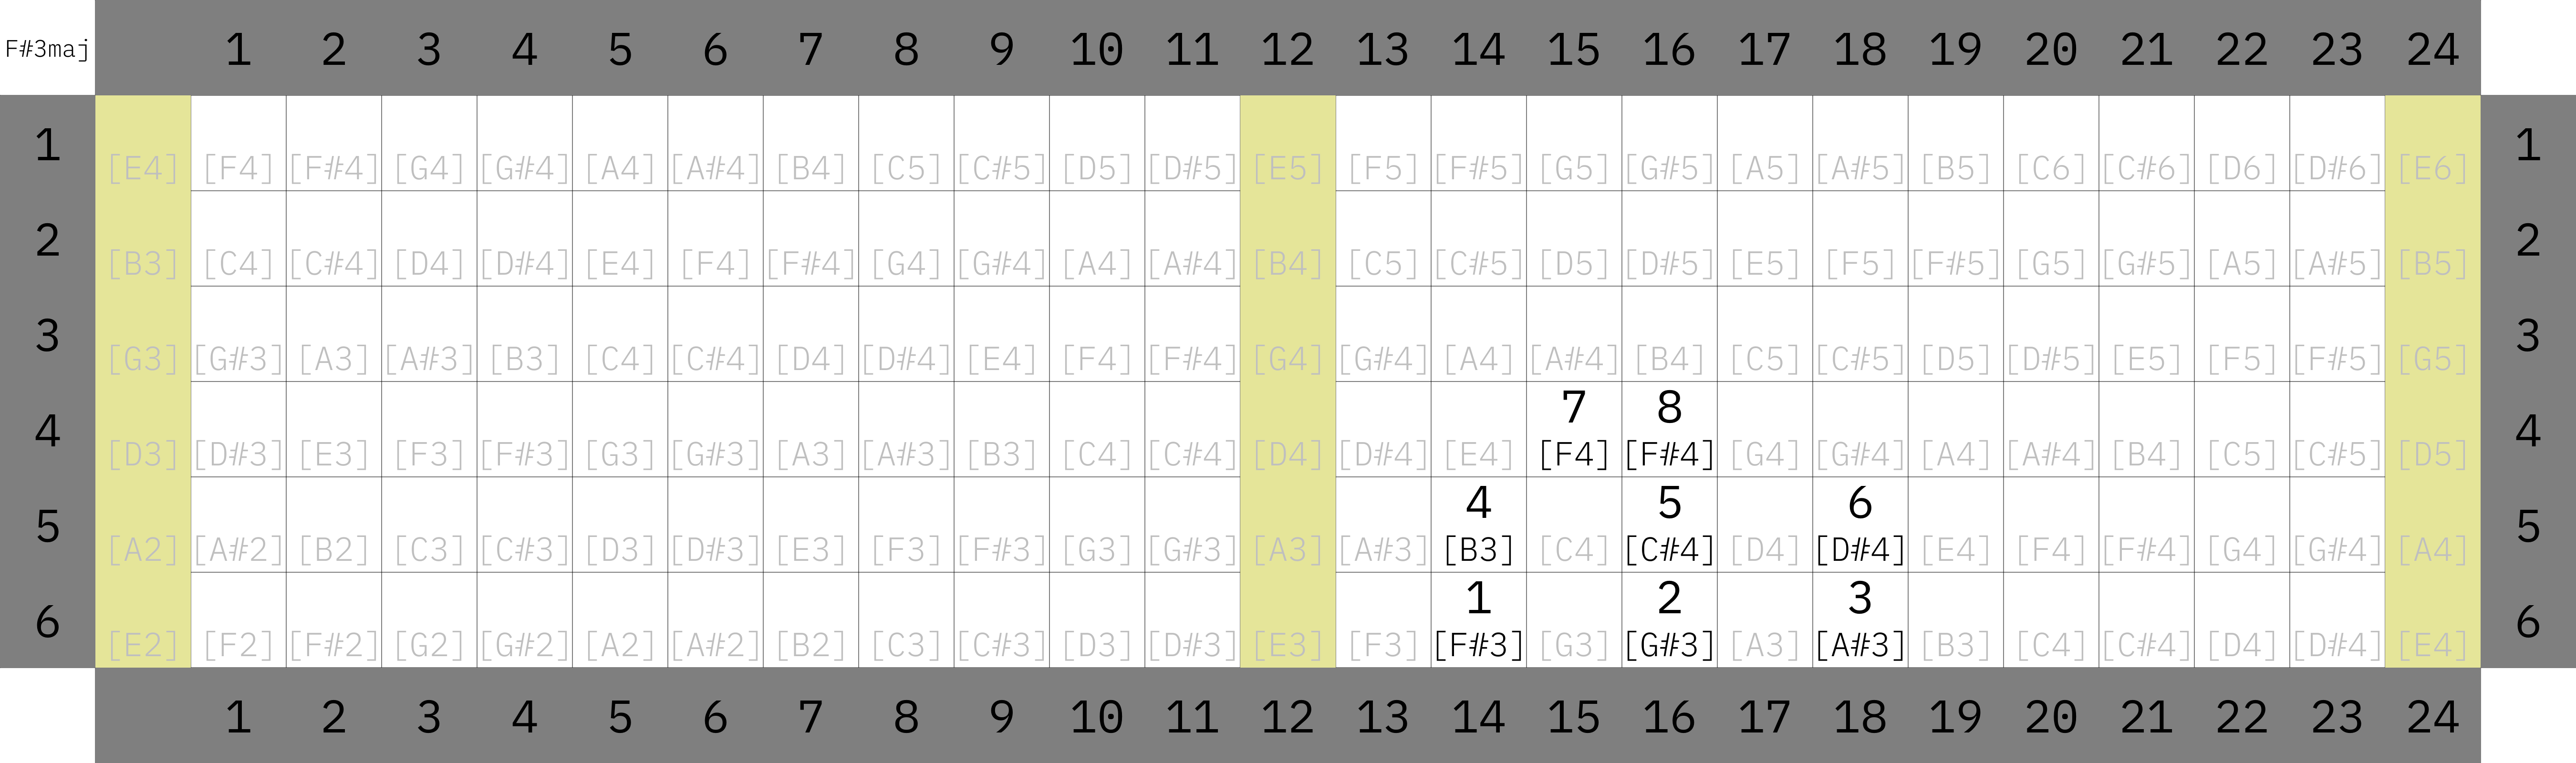 F#3maj 1 2 3 4 5 6 7 8 9 10 11 12 13 14 15 16 17 18 19 20 21 22 23 24
1 [E4] [F4] [F#4] [G4] [G#4] [A4] [A#4] [B4] [C5] [C#5] [D5] [D#5] [E5] [F5] [F#5] [G5] [G#5] [A5] [A#5] [B5] [C6] [C#6] [D6] [D#6] [E6] 1
2 [B3] [C4] [C#4] [D4] [D#4] [E4] [F4] [F#4] [G4] [G#4] [A4] [A#4] [B4] [C5] [C#5] [D5] [D#5] [E5] [F5] [F#5] [G5] [G#5] [A5] [A#5] [B5] 2
3 [G3] [G#3] [A3] [A#3] [B3] [C4] [C#4] [D4] [D#4] [E4] [F4] [F#4] [G4] [G#4] [A4] [A#4] [B4] [C5] [C#5] [D5] [D#5] [E5] [F5] [F#5] [G5] 3
7 8
4 [D3] [D#3] [E3] [F3] [F#3] [G3] [G#3] [A3] [A#3] [B3] [C4] [C#4] [D4] [D#4] [E4] [F4] [F#4] [G4] [G#4] [A4] [A#4] [B4] [C5] [C#5] [D5] 4
4 5 6
5 [A2] [A#2] [B2] [C3] [C#3] [D3] [D#3] [E3] [F3] [F#3] [G3] [G#3] [A3] [A#3] [B3] [C4] [C#4] [D4] [D#4] [E4] [F4] [F#4] [G4] [G#4] [A4] 5
1 2 3
6 [E2] [F2] [F#2] [G2] [G#2] [A2] [A#2] [B2] [C3] [C#3] [D3] [D#3] [E3] [F3] [F#3] [G3] [G#3] [A3] [A#3] [B3] [C4] [C#4] [D4] [D#4] [E4] 6
1 2 3 4 5 6 7 8 9 10 11 12 13 14 15 16 17 18 19 20 21 22 23 24